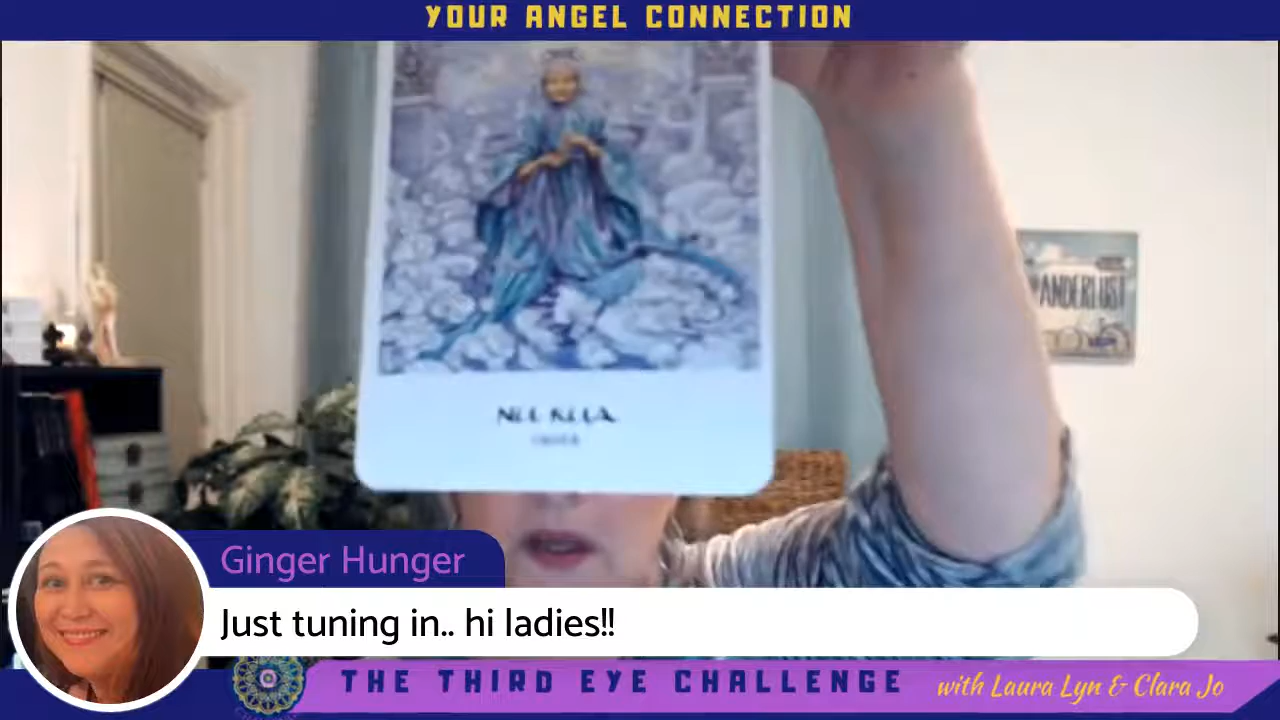 YOUR ANGEL CONNECTION
WANDERLUST
Ginger Hunger
Just tuning in.. hi ladies!!
THE THIRD EYE CHALLENGE
with Laura Lyn & Clara Jo